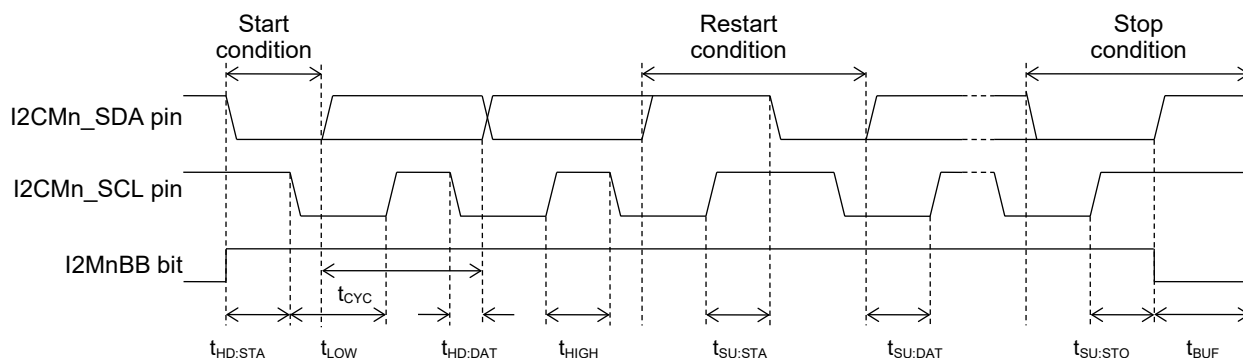 Start
condition
Restart
condition
Stop
condition
I2CMn_SDA pin
I2CMn_SCL pin
I2MnBB bit
tCYC
tHD:STA
tLOW
tHD:DAT
tHIGH
tSU:STA
tSU:DAT
tSU:STO
tBUF